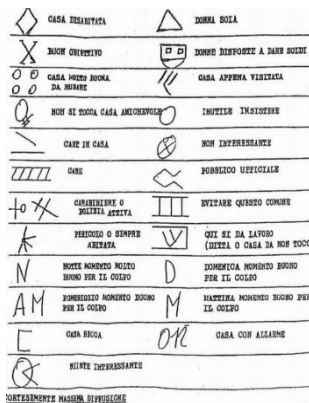 CASA DISABITATA
DONNA SOLA
BUON OBIETTIVO
DONNE DISPOSTE A DARE SOLDI
CASA MOLTO BUONA
DA RUBARE
CASA APPENA VISITATA
NON SI TOCCA CASA AMICHEVOLE
INUTILE INSISTERE
CANE IN CASA
NON INTERESSANTE
CANE
PUBBLICO UFFICIALE
CARABINIERE O
POLIZIA ATTIVA
EVITARE QUESTO COMUNE
PERICOLO O SEMPRE
ABITATA
QUI SI DA LAVORO
(DITTA O CASA DA NON TOCC
N
NOTTE MOMENTO MOLTO
BUONO PER IL COLPO
D
DOMENICA MOMENTO BUONO
PER IL COLPO
AM
POMERIGGIO MOMENTO BUONO
PER IL COLPO
M
MATTINA MOMENTO BUONO PER
IL COLPO
CASA RICCA
OK
CASA CON ALLARME
NIENTE INTERESSANTE
CORTESEMENTE MASSIMA DIFFUSIONE